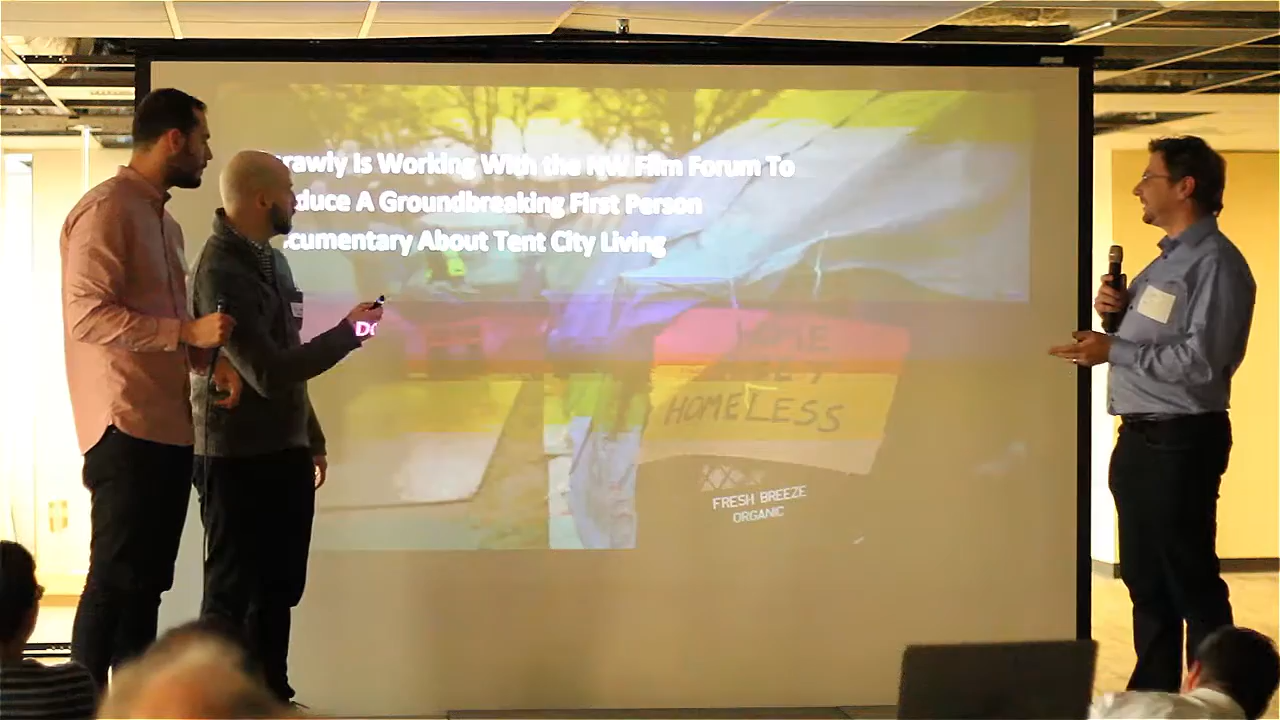 rawly Is Working With the NW Film Forum To
duce A Groundbreaking First Person
cumentary About Tent City Living
DO
HOMELESS
FRESH BREEZE
ORGANIC